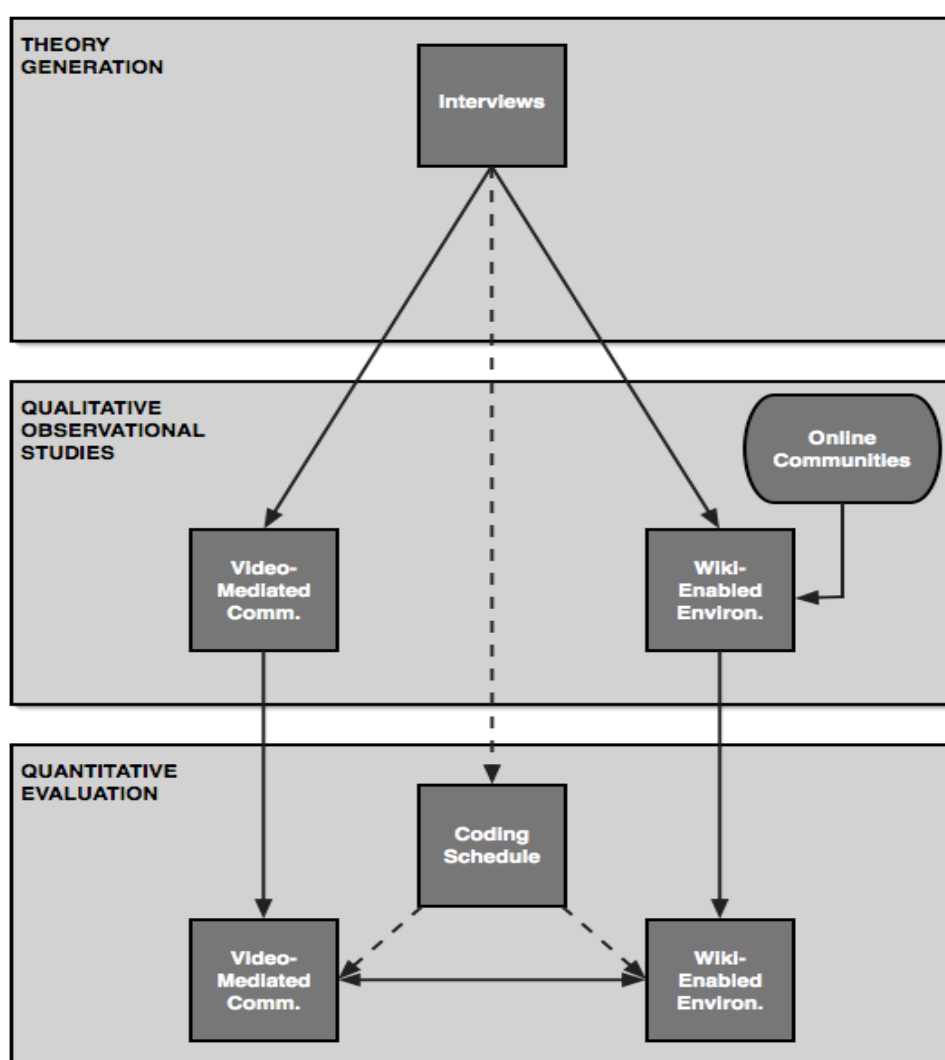 THEORY
GENERATION
Interviews
QUALITATIVE
OBSERVATIONAL
STUDIES
Online
Communities
Video-
Mediated
Comm.
Wiki-
Enabled
Environ.
QUANTITATIVE
EVALUATION
Coding
Schedule
Video-
Mediated
Comm.
Wiki-
Enabled
Environ.